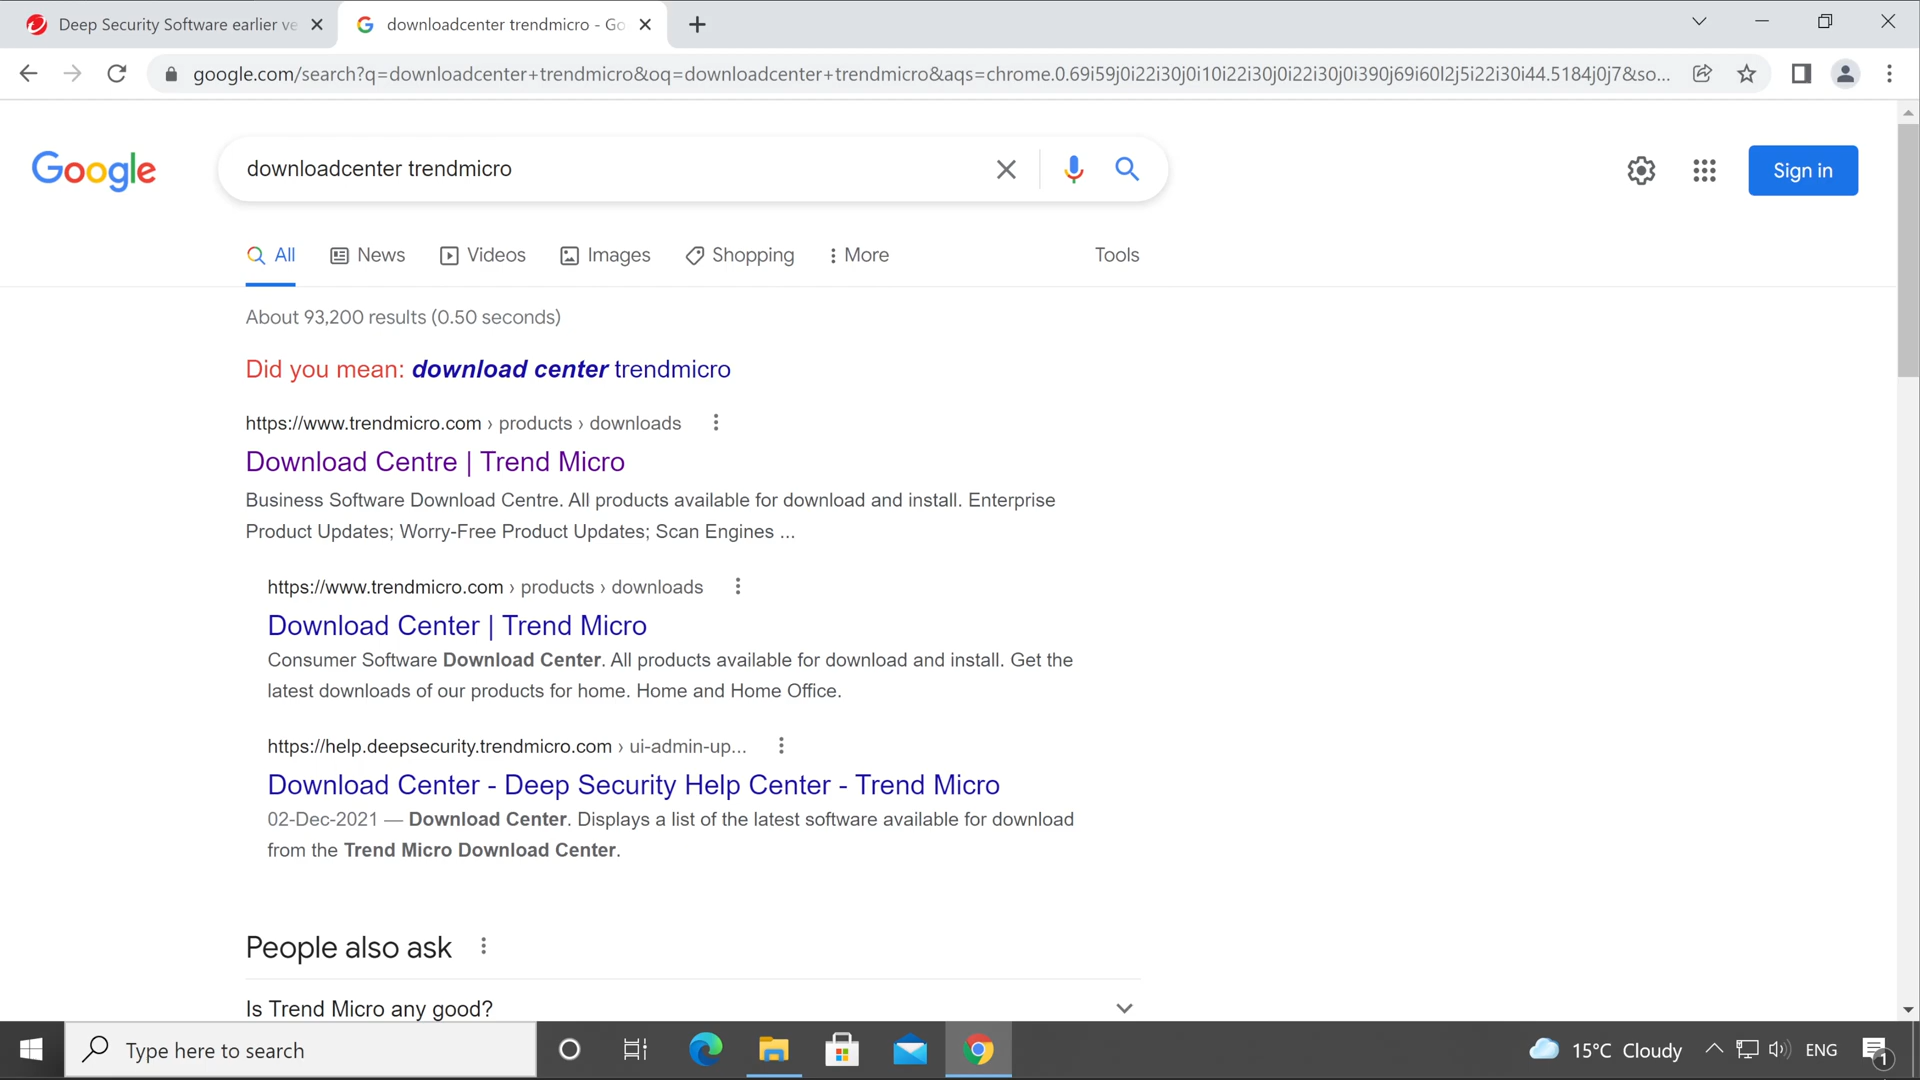 Deep Security Software earlier ve
downloadcenter trendmicro - Go
google.com/search?q=downloadcenter+trendmicro&oq=downloadcenter+trendmicro&aqs=chrome.0.69i59j0i22i30j0i10i22i30j0i22i30j0i390j69i60l2j5i22i30i44.5184j0j7&so...
Google
downloadcenter trendmicro
Sign in
All News Videos Images Shopping More Tools
About 93,200 results (0.50 seconds)
Did you mean: download center trendmicro
https://www.trendmicro.com › products › downloads
Download Centre | Trend Micro
Business Software Download Centre. All products available for download and install. Enterprise
Product Updates; Worry-Free Product Updates; Scan Engines ...
https://www.trendmicro.com › products › downloads
Download Center | Trend Micro
Consumer Software Download Center. All products available for download and install. Get the
latest downloads of our products for home. Home and Home Office.
https://help.deepsecurity.trendmicro.com › ui-admin-up...
Download Center - Deep Security Help Center - Trend Micro
02-Dec-2021 — Download Center. Displays a list of the latest software available for download
from the Trend Micro Download Center.
People also ask
Is Trend Micro any good?
Type here to search
15°C Cloudy
ENG
1